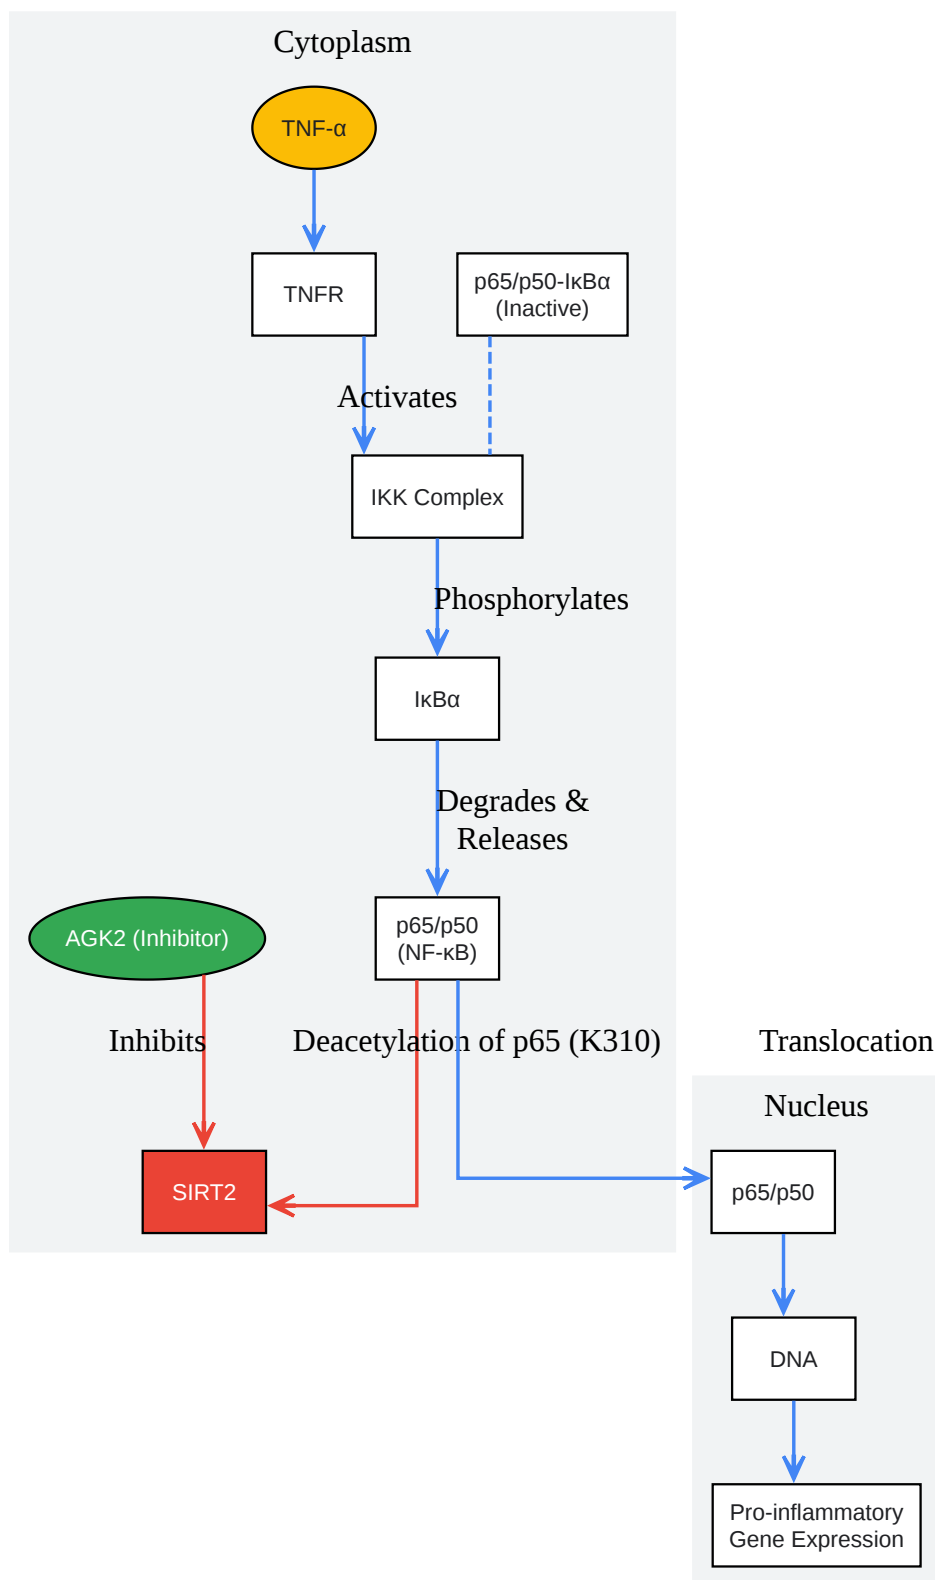 Cytoplasm
TNF-α
TNFR
p65/p50-IκBα
(Inactive)
Activates
IKK Complex
Phosphorylates
IκBα
Degrades &
Releases
AGK2 (Inhibitor)
p65/p50
(NF-κB)
Inhibits
Deacetylation of p65 (K310)
Translocation
Nucleus
SIRT2
p65/p50
DNA
Pro-inflammatory
Gene Expression